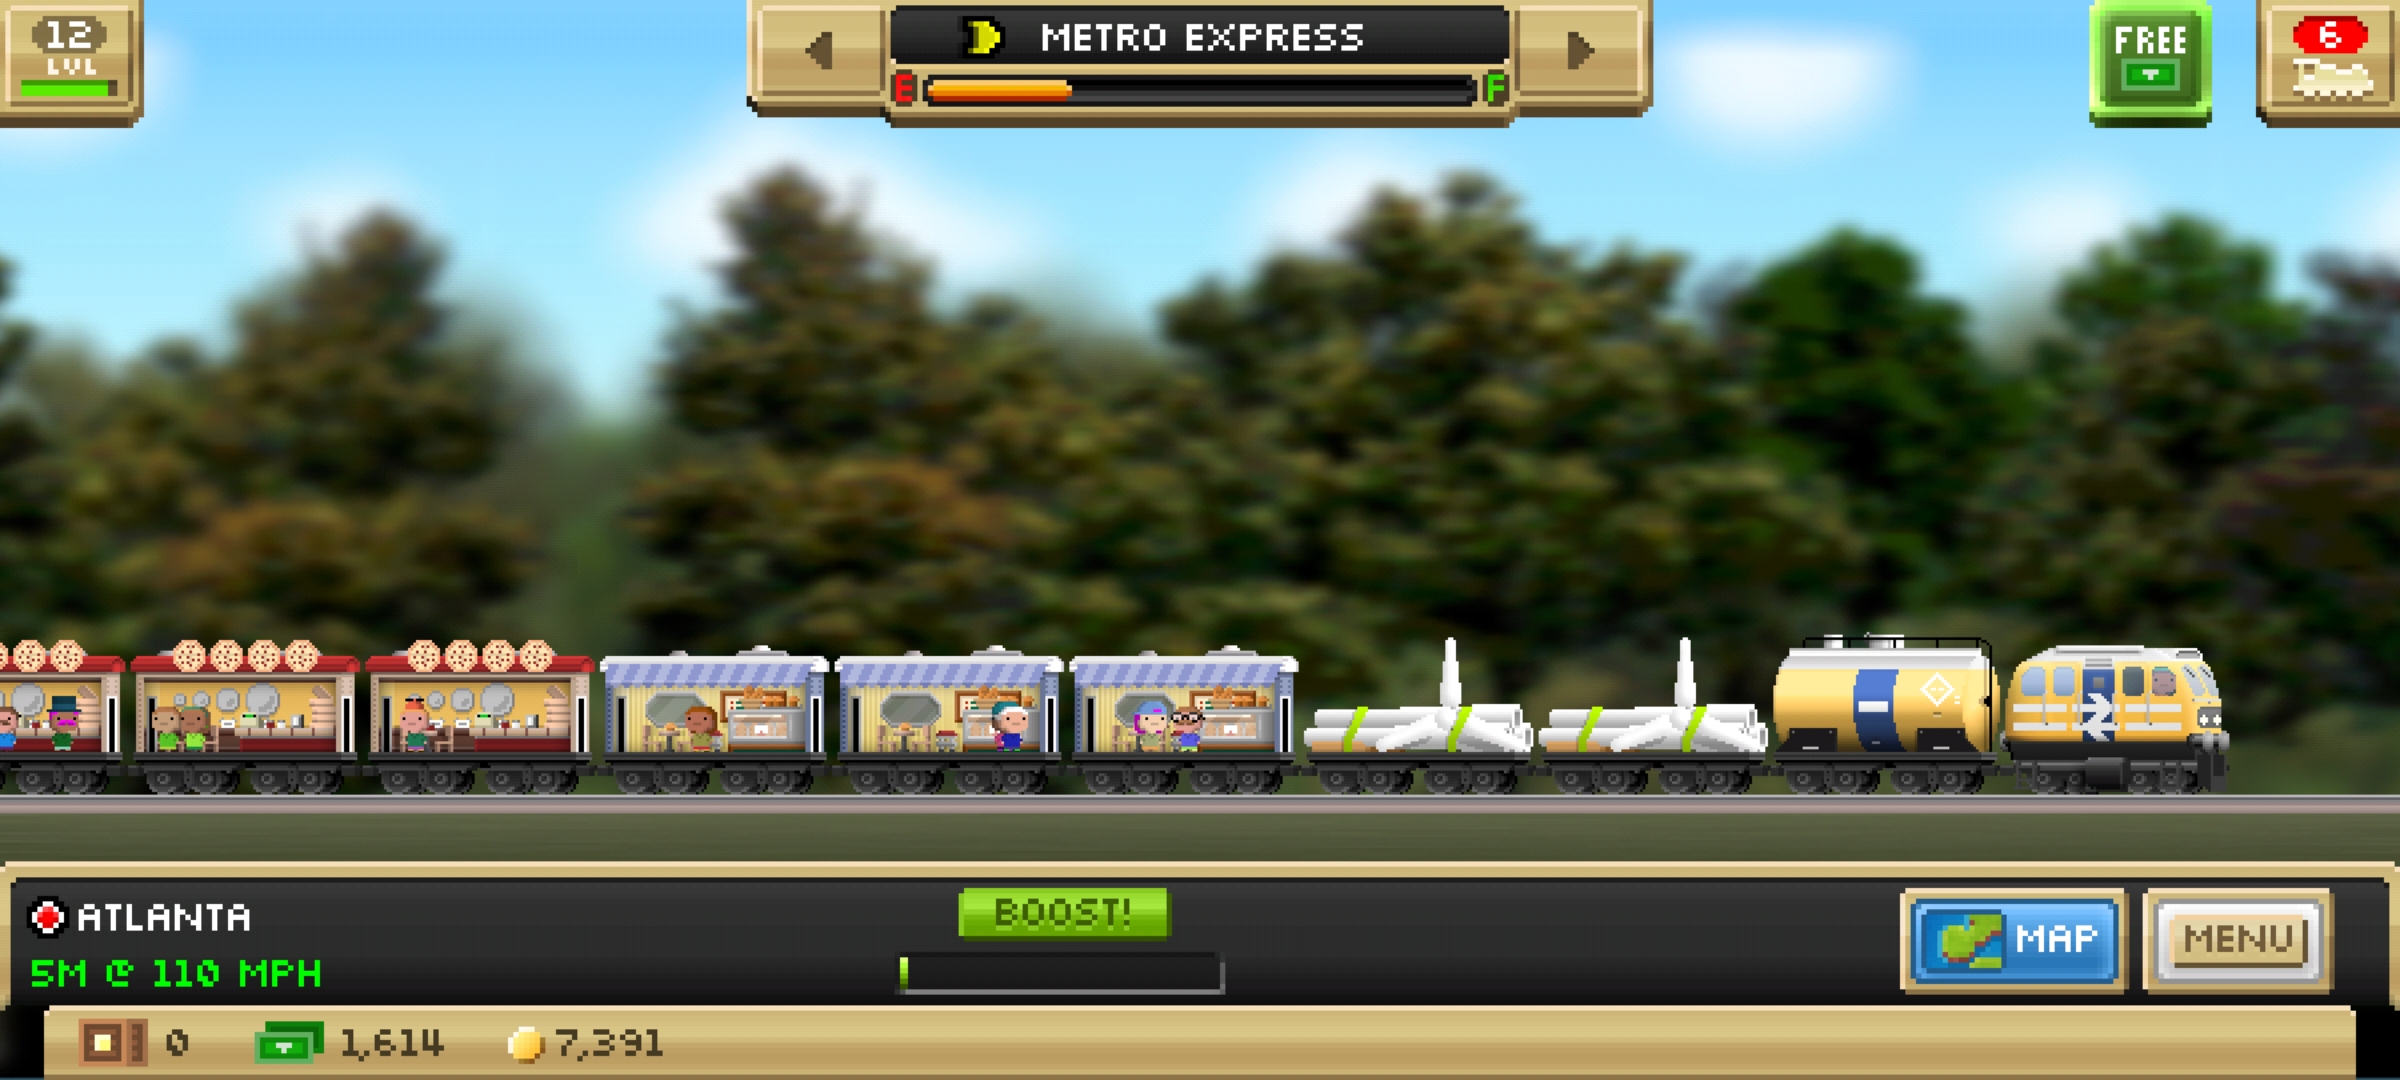 12
LVL
METRO EXPRESS
E F
FREE
6
ATLANTA
5M @ 110 MPH
BOOST!
MAP
MENU
0 1,614 7,391